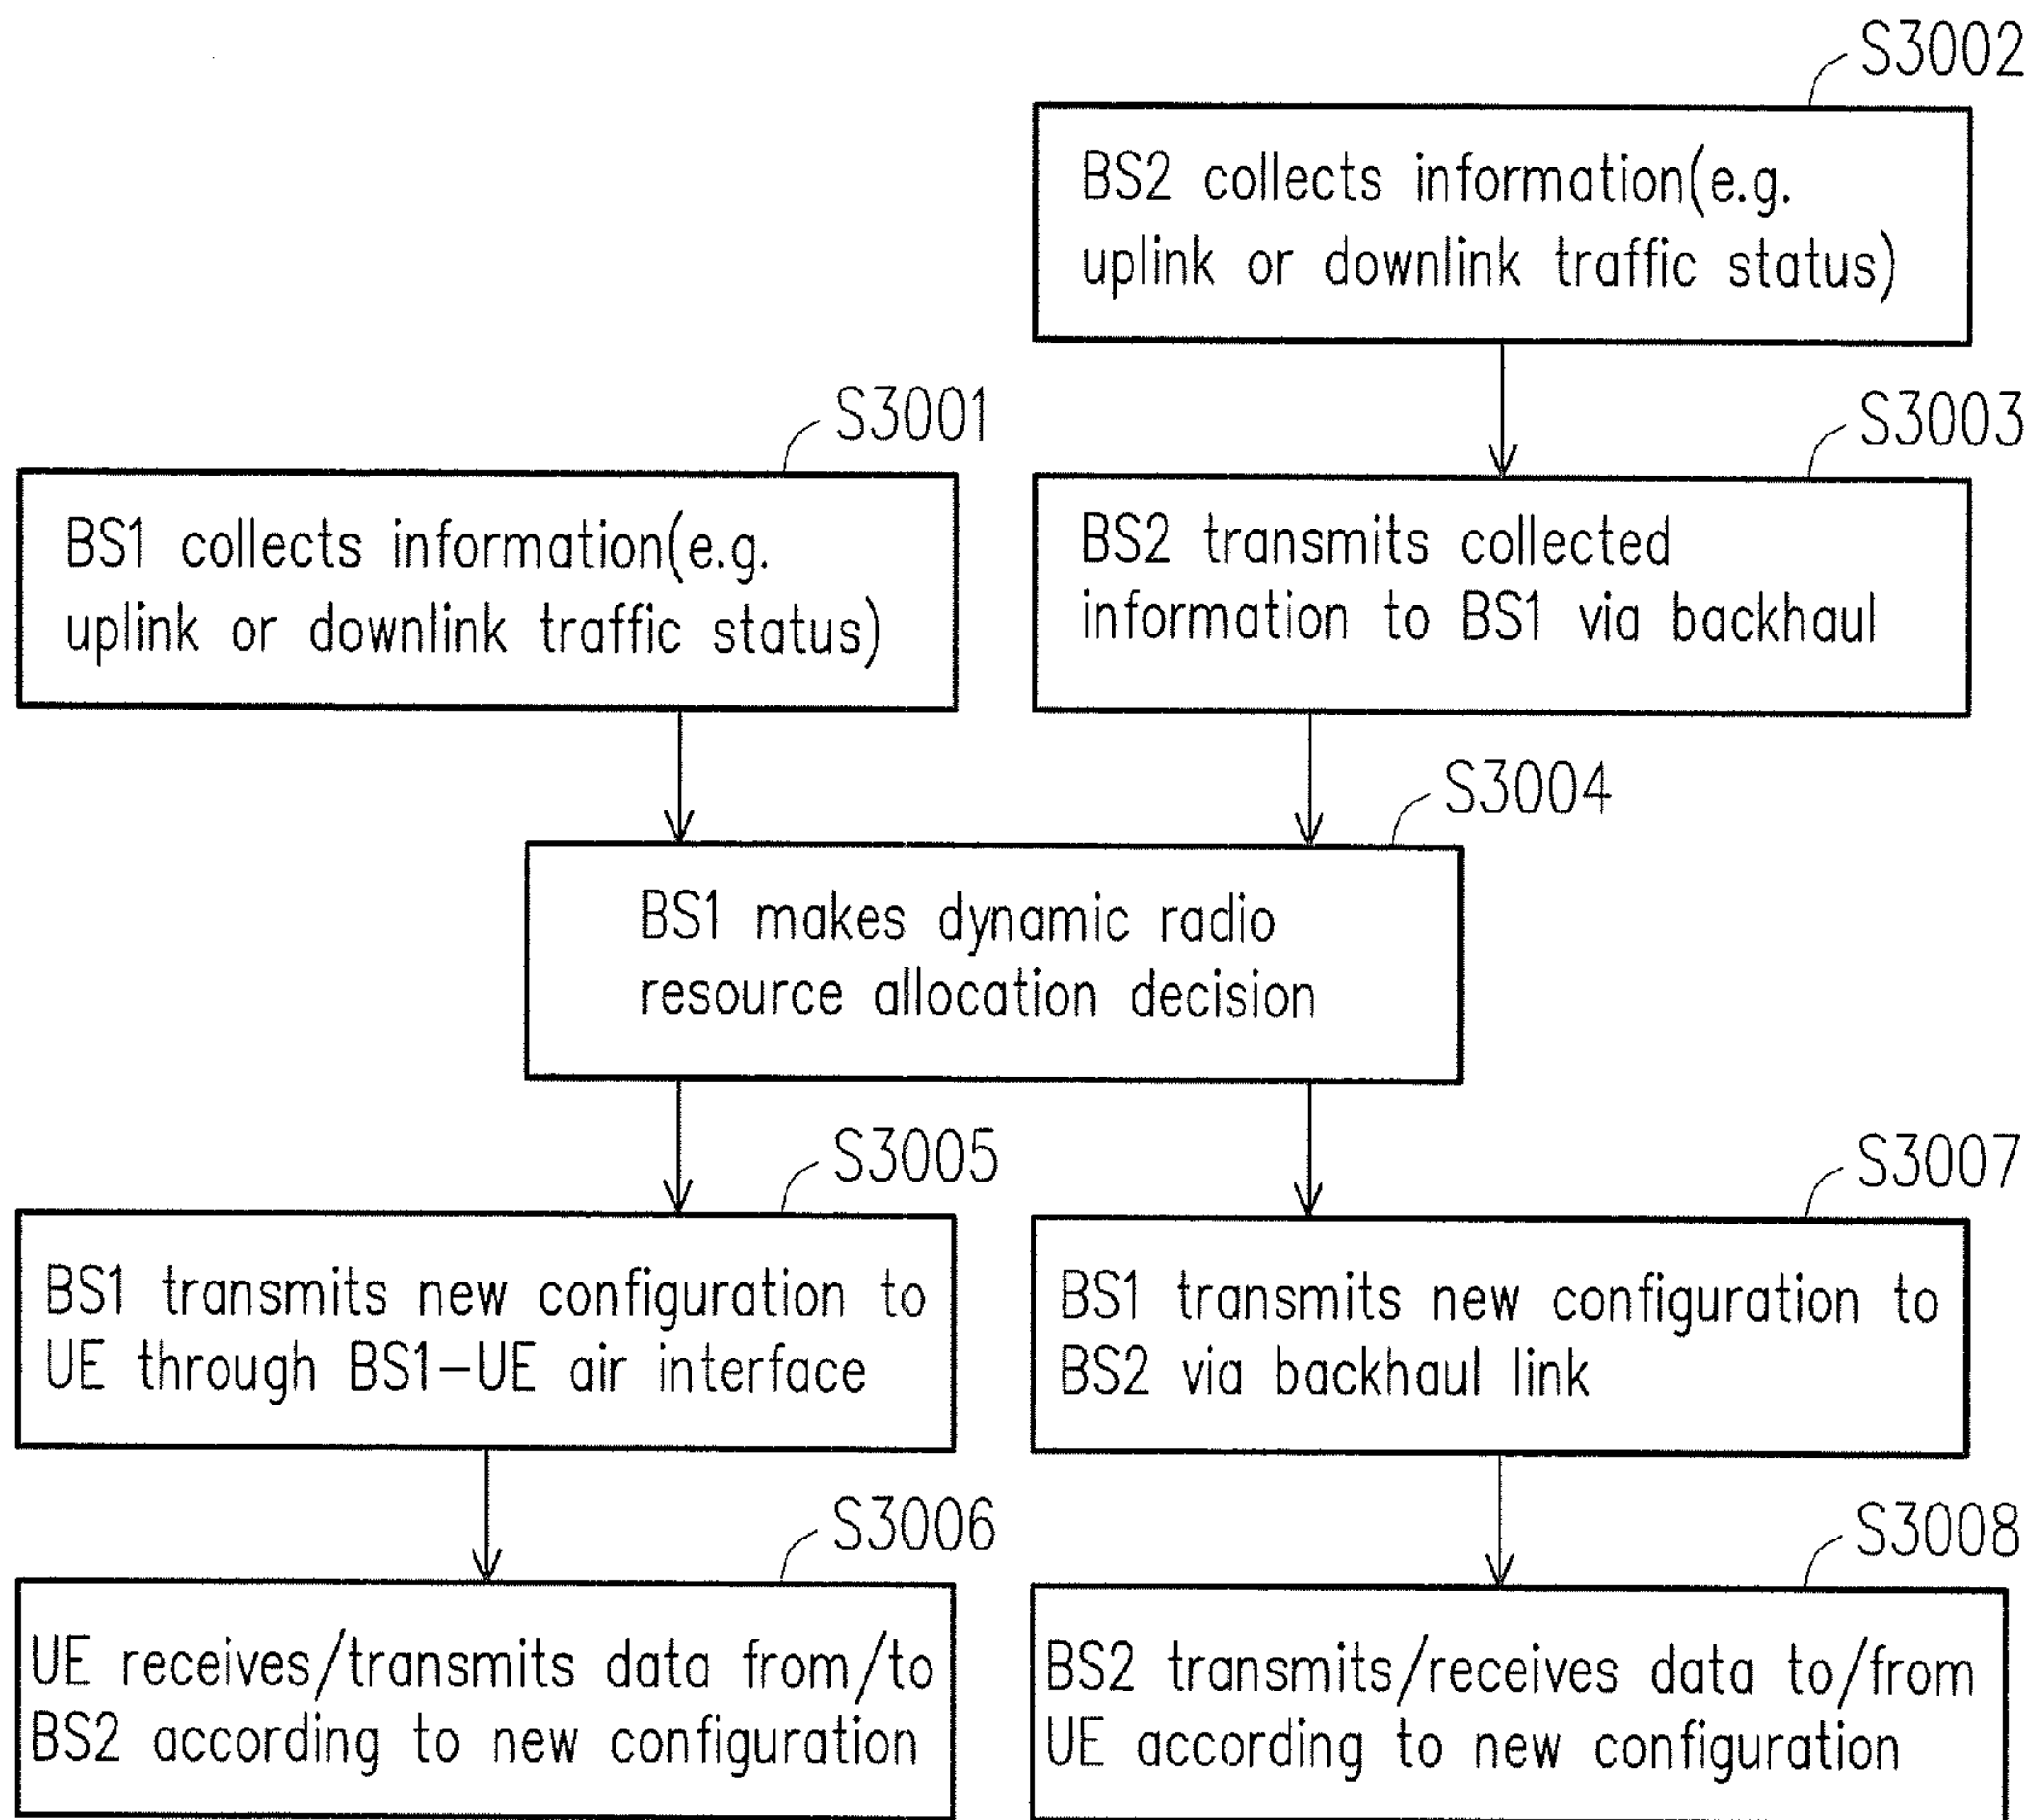 S3002
BS2 collects information(e.g.
uplink or downlink traffic status)
S3001
BS1 collects information(e.g.
uplink or downlink traffic status)
S3003
BS2 transmits collected
information to BS1 via backhaul
S3004
BS1 makes dynamic radio
resource allocation decision
S3005
BS1 transmits new configuration to
UE through BS1-UE air interface
S3007
BS1 transmits new configuration to
BS2 via backhaul link
S3006
UE receives/transmits data from/to
BS2 according to new configuration
S3008
BS2 transmits/receives data to/from
UE according to new configuration